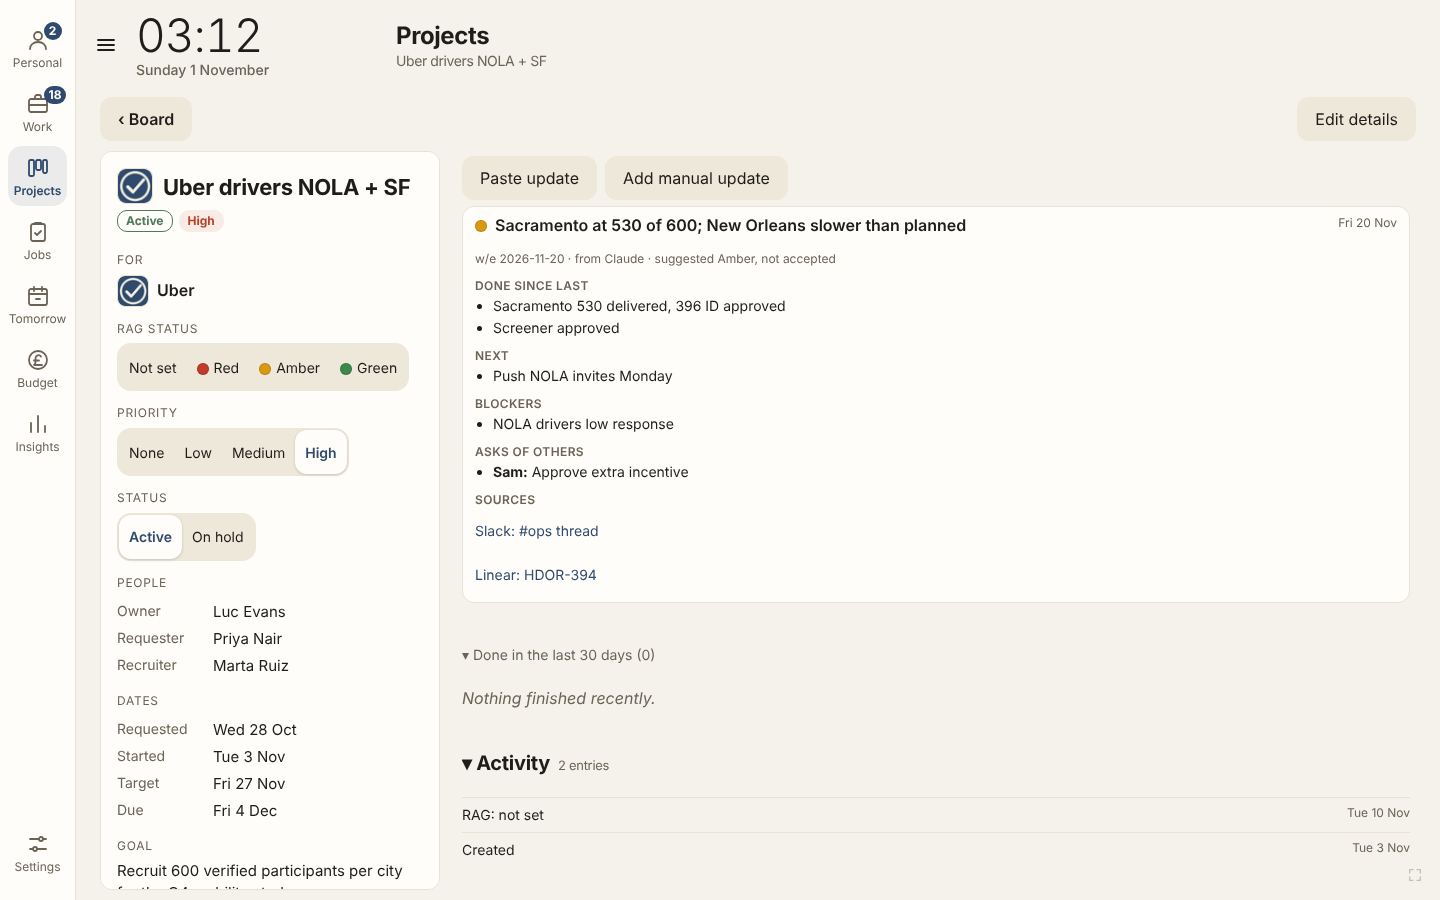 2
Personal
18
Work
Projects
Jobs
Tomorrow
Budget
Insights
Settings
03:12
Sunday 1 November
Projects
Uber drivers NOLA + SF
‹ Board
Edit details
Uber drivers NOLA + SF
Active High
FOR
Uber
RAG STATUS
Not set Red Amber Green
PRIORITY
None Low Medium High
STATUS
Active On hold
PEOPLE
Owner Luc Evans
Requester Priya Nair
Recruiter Marta Ruiz
DATES
Requested Wed 28 Oct
Started Tue 3 Nov
Target Fri 27 Nov
Due Fri 4 Dec
GOAL
Recruit 600 verified participants per city
Paste update Add manual update
Sacramento at 530 of 600; New Orleans slower than planned Fri 20 Nov
w/e 2026-11-20 · from Claude · suggested Amber, not accepted
DONE SINCE LAST
• Sacramento 530 delivered, 396 ID approved
• Screener approved
NEXT
• Push NOLA invites Monday
BLOCKERS
• NOLA drivers low response
ASKS OF OTHERS
• Sam: Approve extra incentive
SOURCES
Slack: #ops thread
Linear: HDOR-394
▾ Done in the last 30 days (0)
Nothing finished recently.
▾ Activity 2 entries
RAG: not set Tue 10 Nov
Created Tue 3 Nov